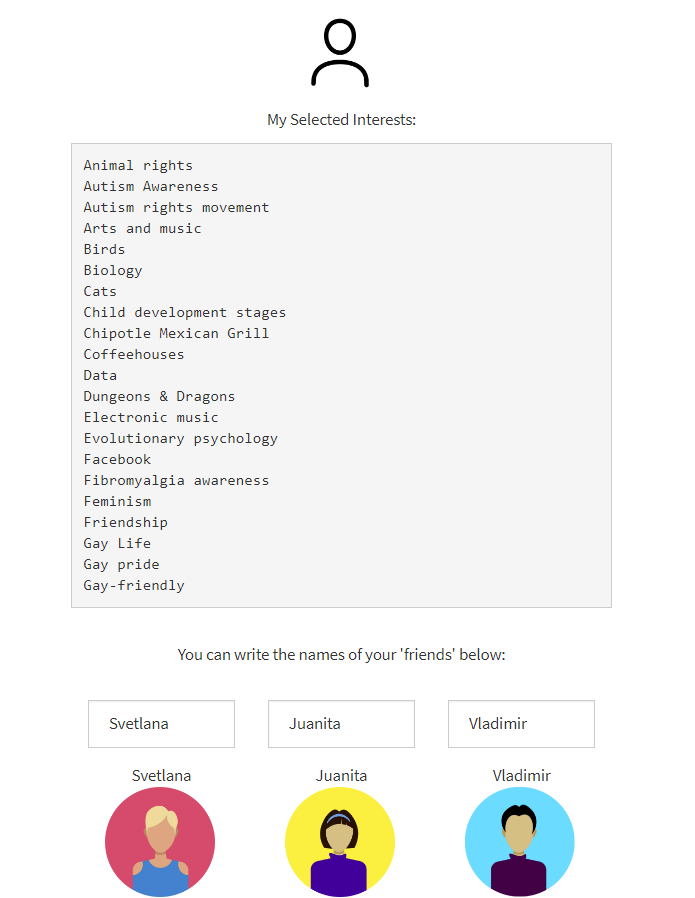 My Selected Interests:
Animal rights
Autism Awareness
Autism rights movement
Arts and music
Birds
Biology
Cats
Child development stages
Chipotle Mexican Grill
Coffeehouses
Data
Dungeons & Dragons
Electronic music
Evolutionary psychology
Facebook
Fibromyalgia awareness
Feminism
Friendship
Gay Life
Gay pride
Gay-friendly
You can write the names of your 'friends' below:
Svetlana Juanita Vladimir
Svetlana Juanita Vladimir